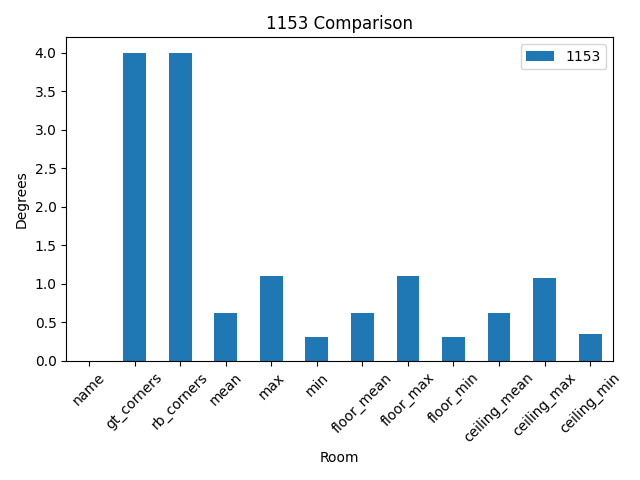 1153 Comparison
1153
Degrees
4.0
3.5
3.0
2.5
2.0
1.5
1.0
0.5
0.0
name
gt_corners
rb_corners
mean
max
min
floor_mean
floor_max
floor_min
ceiling_mean
ceiling_max
ceiling_min
Room